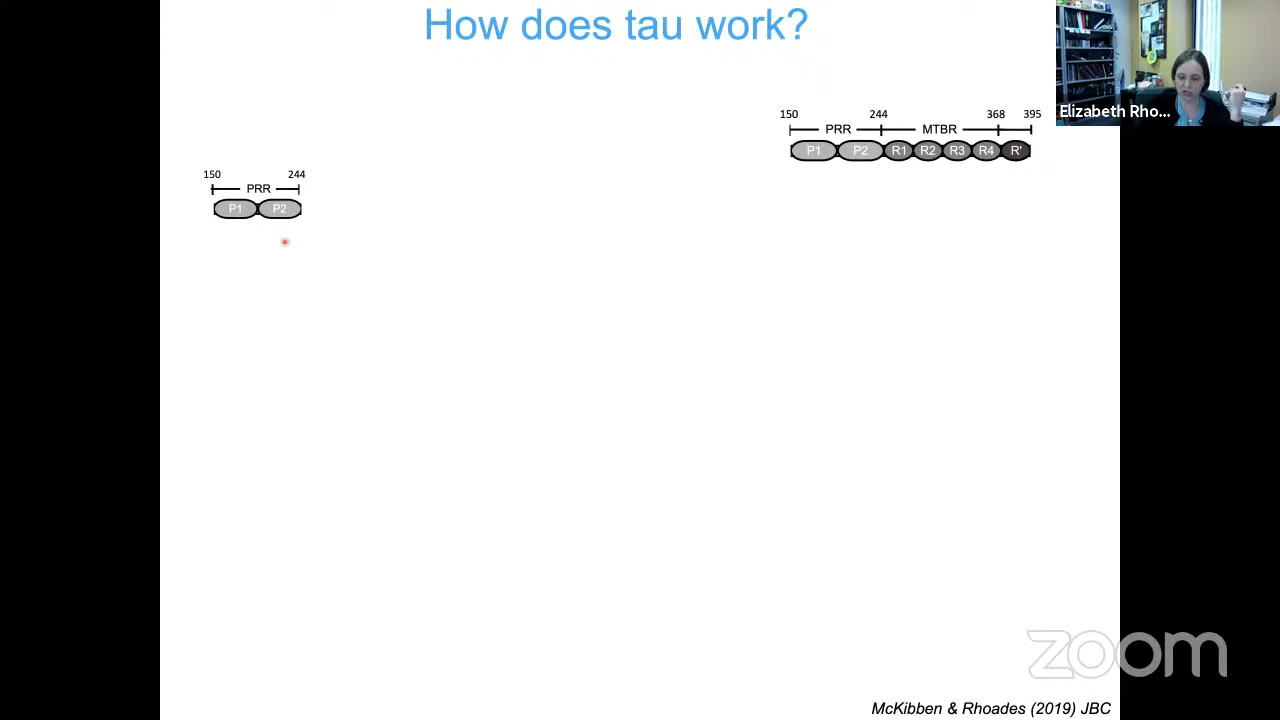 How does tau work?
Elizabeth Rho...
150 244 368 395
PRR MTBR
P1 P2 R1 R2 R3 R4 R'
150 244
PRR
P1 P2
zoom
McKibben & Rhoades (2019) JBC